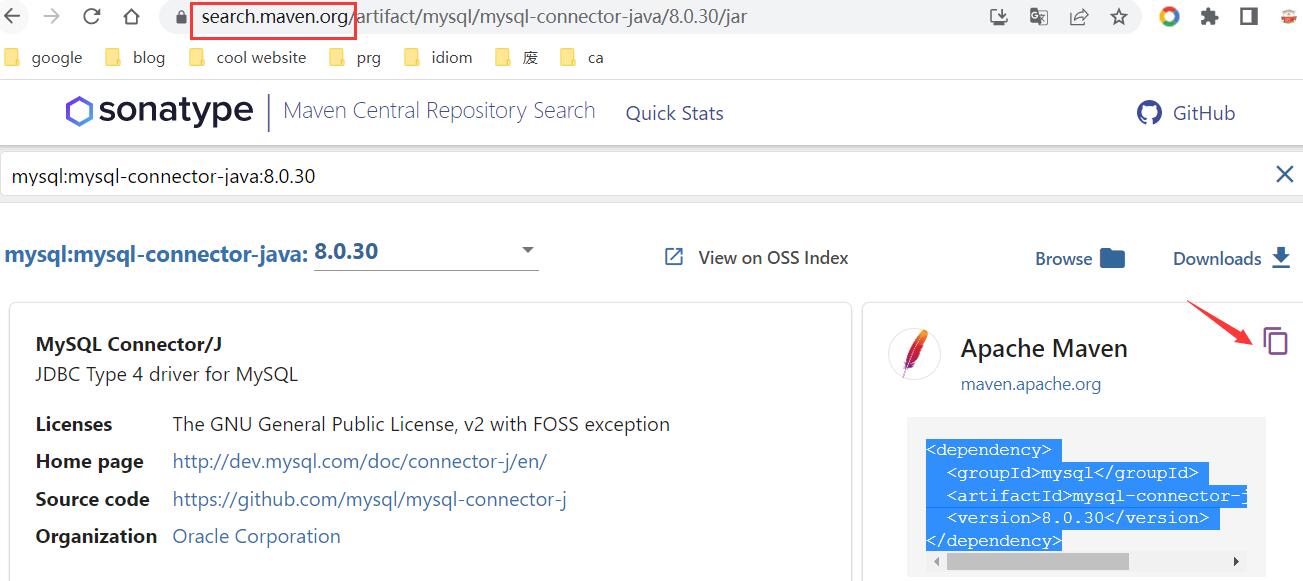 search.maven.org/artifact/mysql/mysql-connector-java/8.0.30/jar
google blog cool website prg idiom 废 ca
sonatype Maven Central Repository Search Quick Stats GitHub
mysql:mysql-connector-java:8.0.30
mysql:mysql-connector-java: 8.0.30 View on OSS Index Browse Downloads
MySQL Connector/J
JDBC Type 4 driver for MySQL
Licenses The GNU General Public License, v2 with FOSS exception
Home page http://dev.mysql.com/doc/connector-j/en/
Source code https://github.com/mysql/mysql-connector-j
Organization Oracle Corporation
Apache Maven
maven.apache.org
<dependency>
<groupId>mysql</groupId>
<artifactId>mysql-connector-j
<version>8.0.30</version>
</dependency>